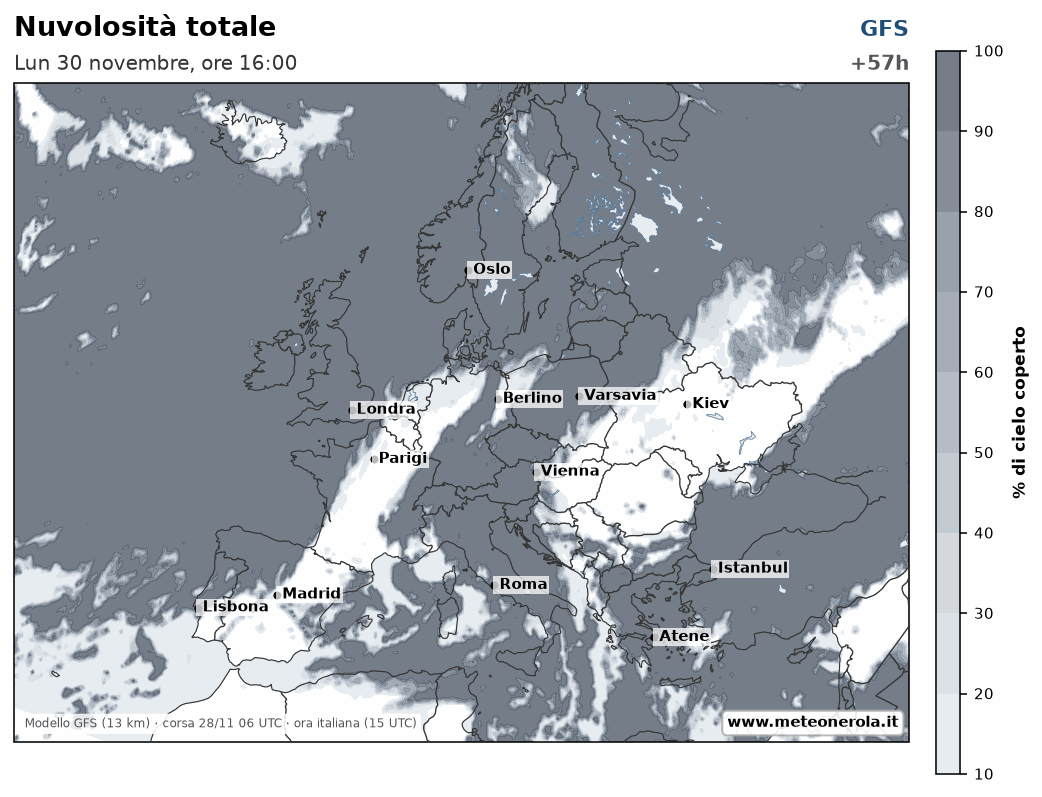 Nuvolosità totale
GFS
Lun 30 novembre, ore 16:00
+57h
100
90
80
70
60
50
40
30
20
10
% di cielo coperto
Oslo
Berlino
Varsavia
Kiev
Londra
Parigi
Vienna
Istanbul
Roma
Madrid
Lisbona
Atene
Modello GFS (13 km) · corsa 28/11 06 UTC · ora italiana (15 UTC)
www.meteonerola.it